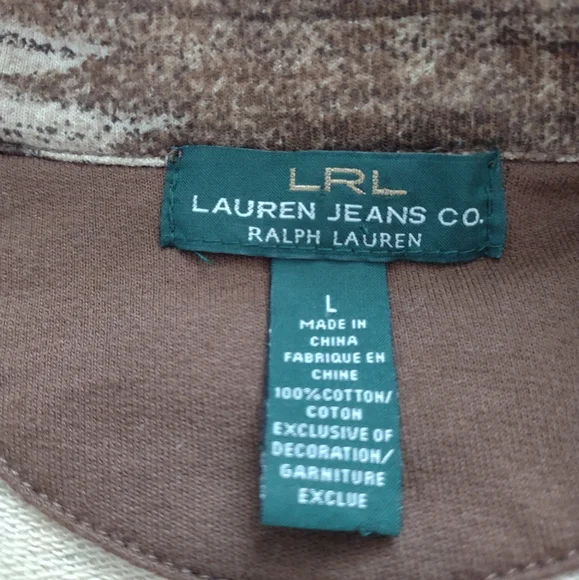 LRL
LAUREN JEANS CO.
RALPH LAUREN
L
MADE IN
CHINA
FABRIQUE EN
CHINE
100%COTTON/
COTON
EXCLUSIVE OF
DECORATION/
GARNITURE
EXCLUE